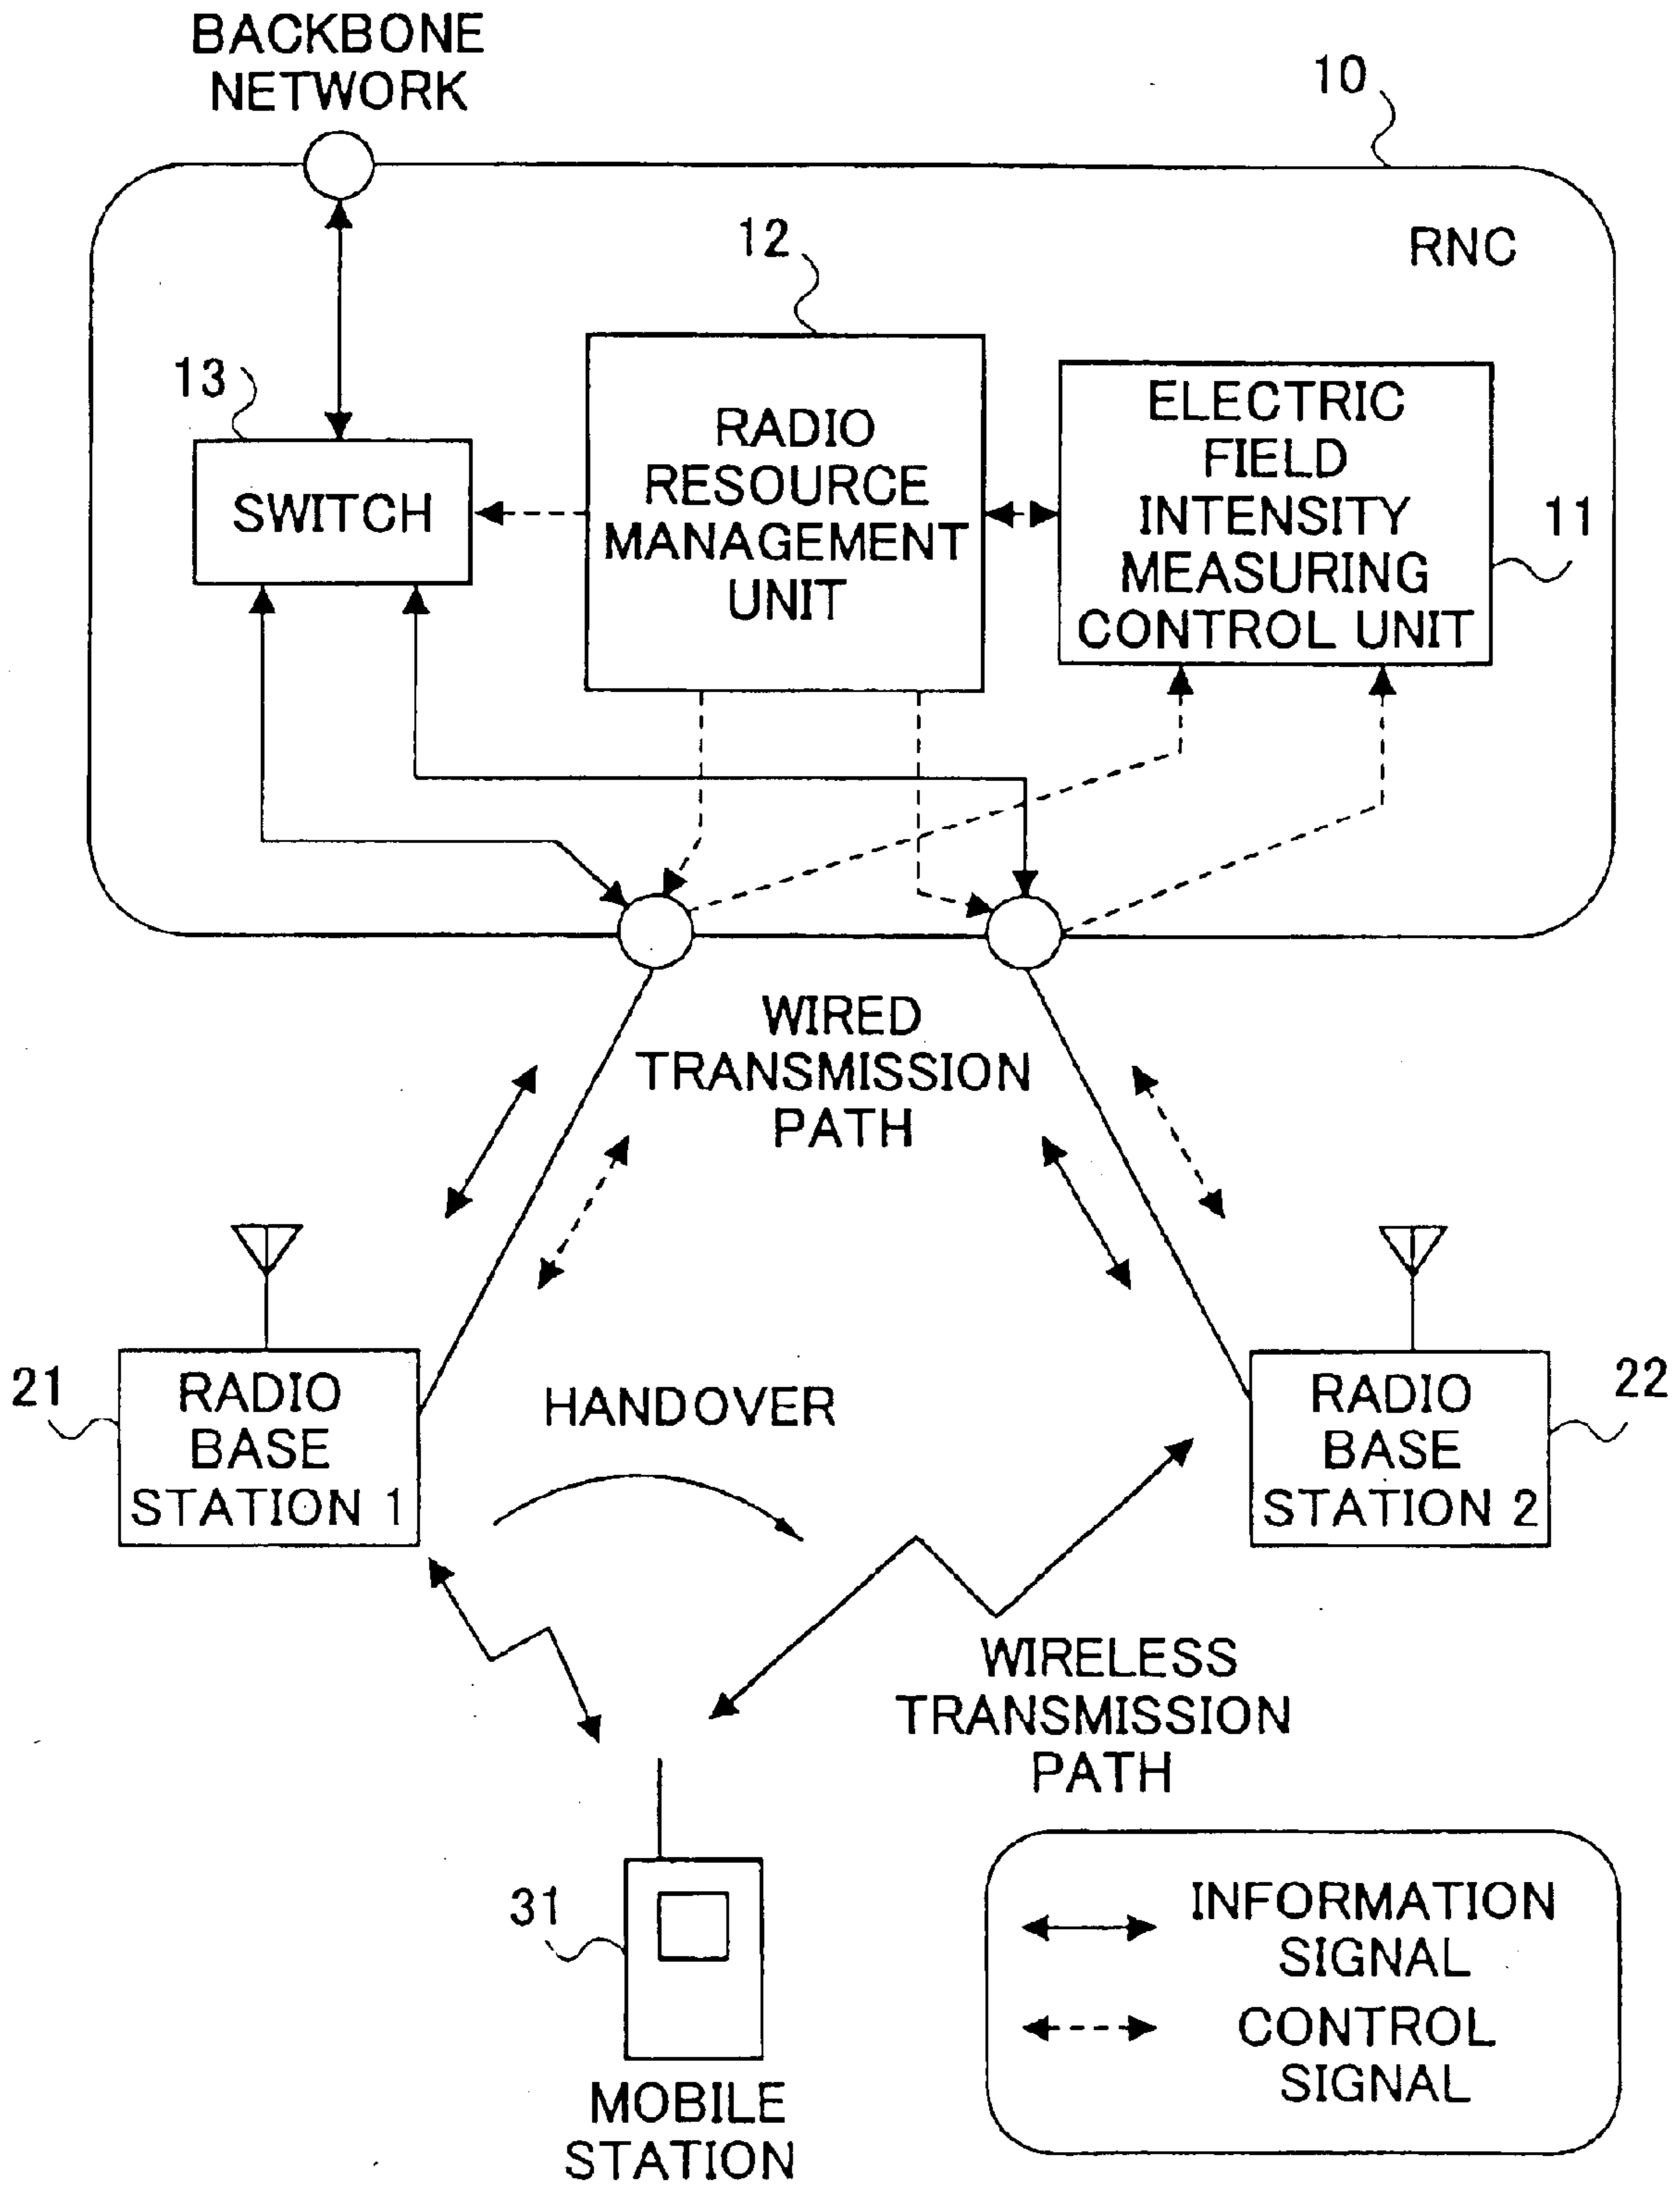 BACKBONE
NETWORK
10
RNC
12
13
RADIO
RESOURCE
MANAGEMENT
UNIT
ELECTRIC
FIELD
INTENSITY
MEASURING
CONTROL UNIT
11
SWITCH
WIRED
TRANSMISSION
PATH
21
RADIO
BASE
STATION 1
HANDOVER
RADIO
BASE
STATION 2
22
WIRELESS
TRANSMISSION
PATH
31
MOBILE
STATION
INFORMATION
SIGNAL
CONTROL
SIGNAL